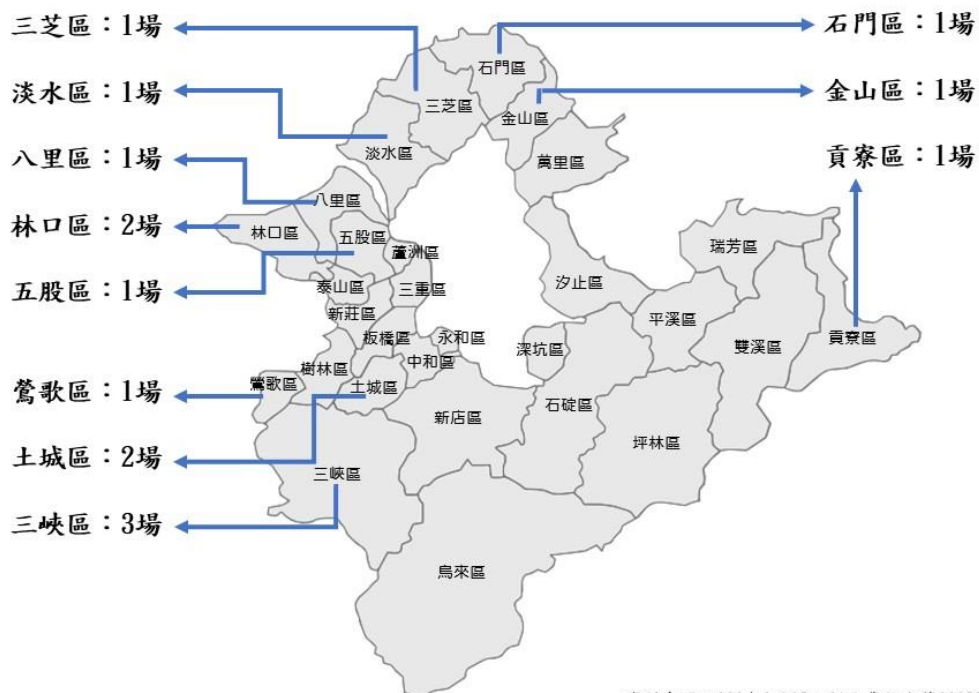 三芝區：1場
淡水區：1場
八里區：1場
林口區：2場
五股區：1場
鶯歌區：1場
土城區：2場
三峽區：3場
石門區：1場
金山區：1場
貢寮區：1場
石門區
三芝區
金山區
淡水區
萬里區
八里區
林口區
五股區
蘆洲區
瑞芳區
汐止區
泰山區
三重區
新莊區
平溪區
板橋區
永和區
深坑區
雙溪區
貢寮區
中和區
樹林區
鶯歌區
土城區
石碇區
新店區
坪林區
三峽區
烏來區